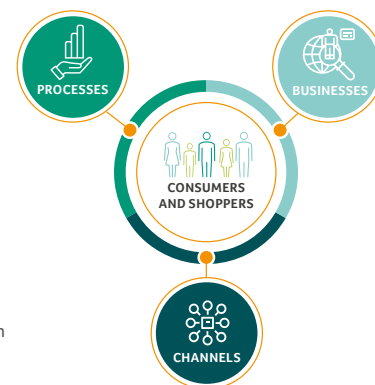 PROCESSES
BUSINESSES
CONSUMERS
AND SHOPPERS
CHANNELS